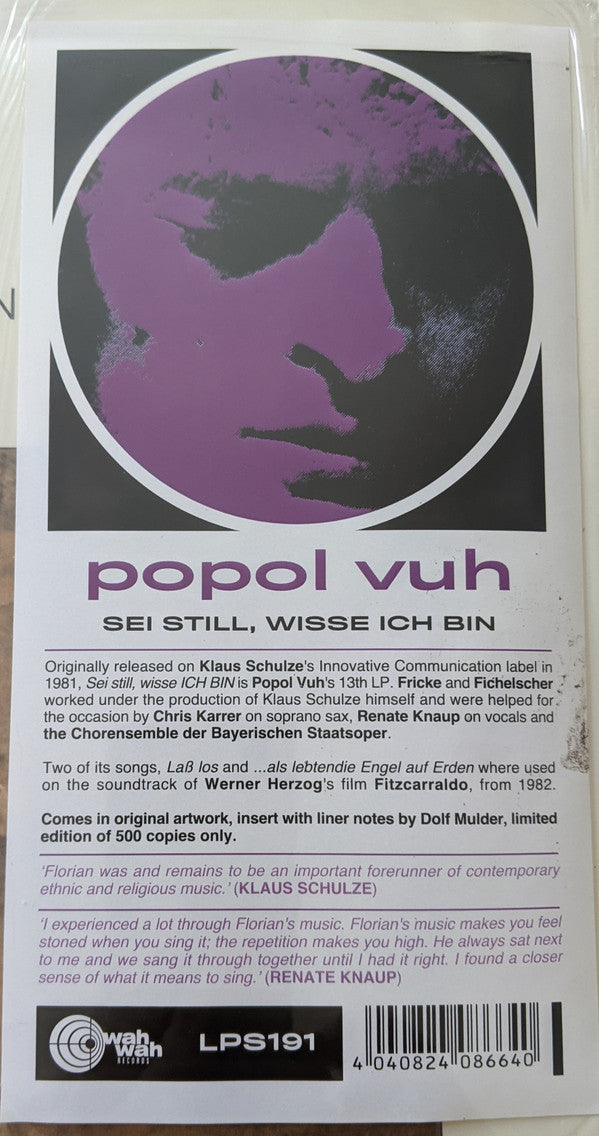 N
popol vuh
SEI STILL, WISSE ICH BIN
Originally released on Klaus Schulze's Innovative Communication label in
1981, Sei still, wisse ICH BIN is Popol Vuh's 13th LP. Fricke and Fichelscher
worked under the production of Klaus Schulze himself and were helped for
the occasion by Chris Karrer on soprano sax, Renate Knaup on vocals and
the Chorensemble der Bayerischen Staatsoper.
Two of its songs, Laß los and ...als lebtendie Engel auf Erden where used
on the soundtrack of Werner Herzog's film Fitzcarraldo, from 1982.
Comes in original artwork, insert with liner notes by Dolf Mulder, limited
edition of 500 copies only.
'Florian was and remains to be an important forerunner of contemporary
ethnic and religious music.' (KLAUS SCHULZE)
'I experienced a lot through Florian's music. Florian's music makes you feel
stoned when you sing it; the repetition makes you high. He always sat next
to me and we sang it through together until I had it right. I found a closer
sense of what it means to sing.' (RENATE KNAUP)
wah
wah
RECORDS
LPS191
4 040824 086640